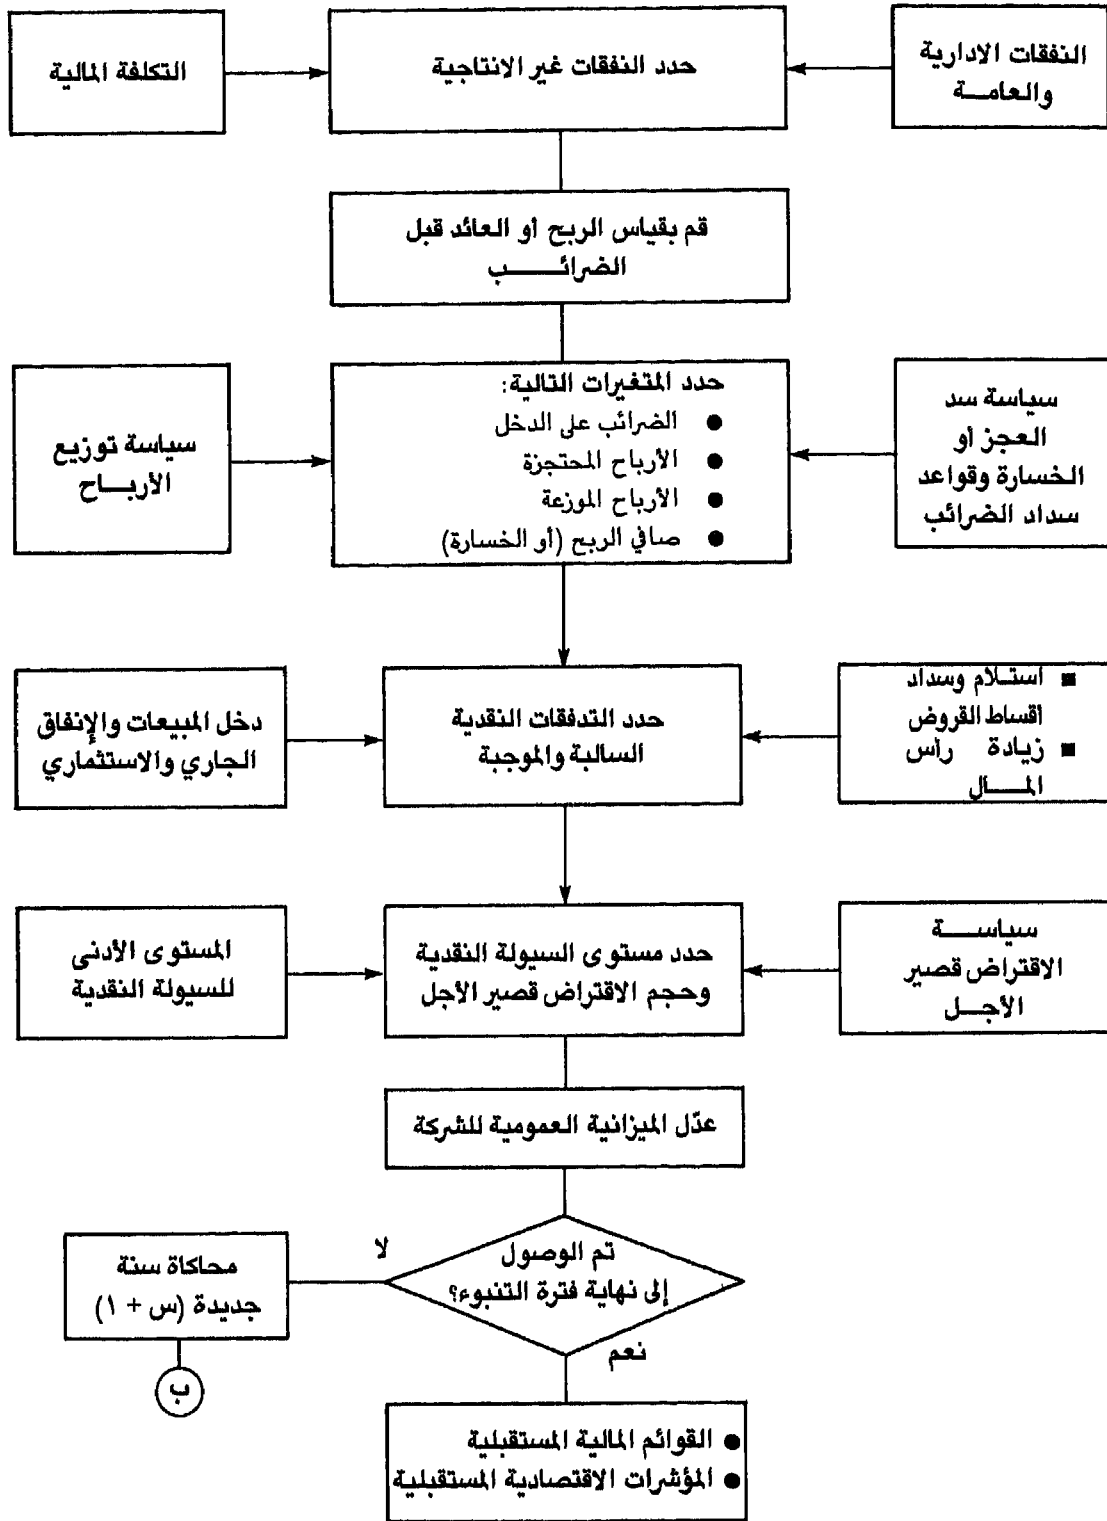 النفقات الادارية
والعامـــة
حدد النفقات غير الانتاجية
التكلفة المالية
قم بقياس الربح أو العائد قبل
الضرائـــــب
سياسة سد
العجز أو
الخسارة وقواعد
سداد الضرائب
حدد المتغيرات التالية:
● الضرائب على الدخل
● الأرباح المحتجزة
● الأرباح الموزعة
● صافي الربح (أو الخسارة)
سياسة توزيع
الأربـــاح
■ استـلام وسداد
أقساط القروض
■ زيادة رأس
المـــــال
حدد التدفقات النقدية
السالبة والموجبة
دخل المبيعات والإنفاق
الجاري والاستثماري
سياســـــة
الاقتراض قصير
الأجـــل
حدد مستوى السيولة النقدية
وحجم الاقتراض قصير الأجل
المستوى الأدنى
للسيولة النقدية
عدّل الميزانية العمومية للشركة
تم الوصول
إلى نهاية فترة التنبوء؟
لا
محاكاة سنة
جديدة (س + ١)
ب
نعم
● القوائم المالية المستقبلية
● المؤشرات الاقتصادية المستقبلية